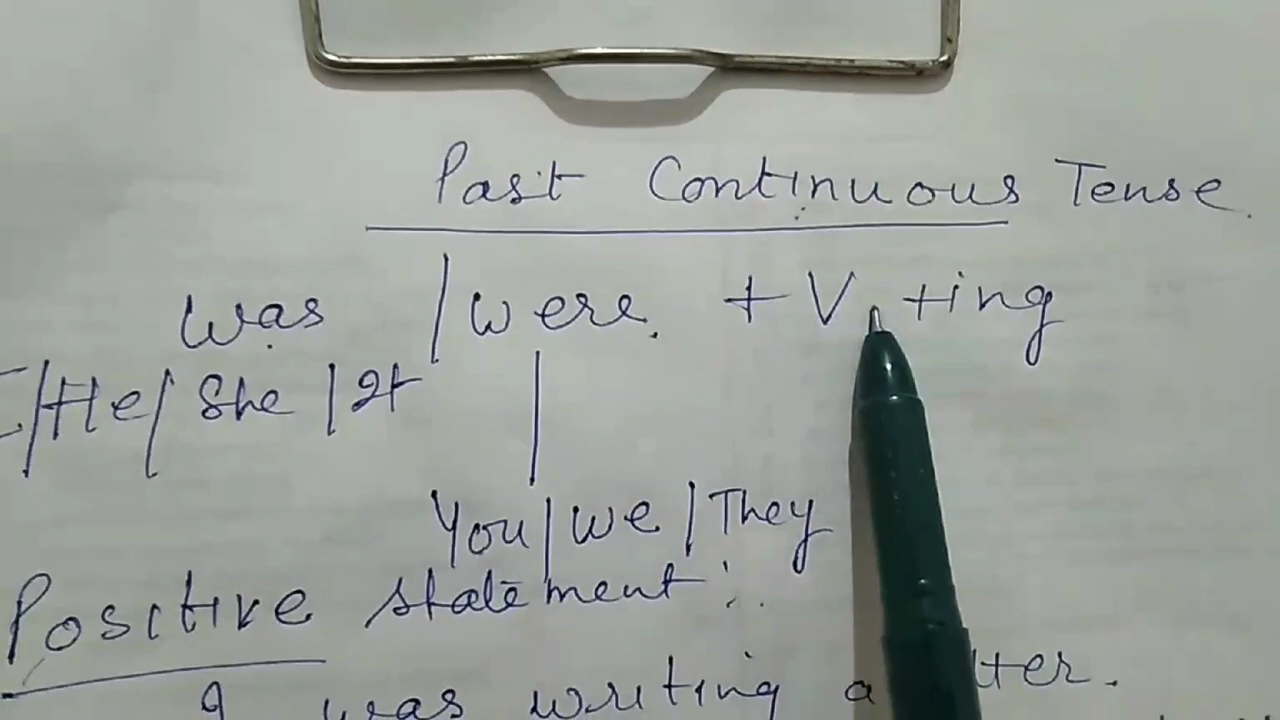 Past Continuous Tense.
was / were. + V +ing
I/He/She/It
You/we/They
Positive statement:
I was writing a